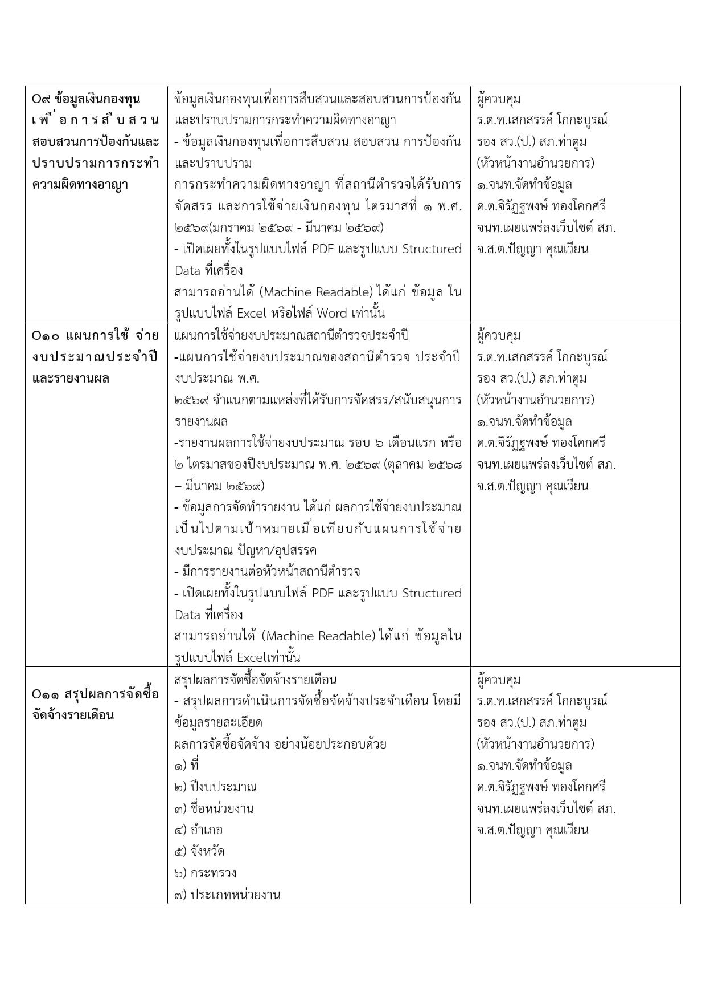 O๙ ข้อมูลเงินกองทุน
เพื่อการสืบสวน
สอบสวนการป้องกันและ
ปราบปรามการกระทำ
ความผิดทางอาญา
ข้อมูลเงินกองทุนเพื่อการสืบสวนและสอบสวนการป้องกัน
และปราบปรามการกระทำความผิดทางอาญา
- ข้อมูลเงินกองทุนเพื่อการสืบสวน สอบสวน การป้องกัน
และปราบปราม
การกระทำความผิดทางอาญา ที่สถานีตำรวจได้รับการ
จัดสรร และการใช้จ่ายเงินกองทุน ไตรมาสที่ ๑ พ.ศ.
๒๕๖๙(มกราคม ๒๕๖๙ - มีนาคม ๒๕๖๙)
- เปิดเผยทั้งในรูปแบบไฟล์ PDF และรูปแบบ Structured
Data ที่เครื่อง
สามารถอ่านได้ (Machine Readable) ได้แก่ ข้อมูล ใน
รูปแบบไฟล์ Excel หรือไฟล์ Word เท่านั้น
ผู้ควบคุม
ร.ต.ท.เสกสรรค์ โกกะบูรณ์
รอง สว.(ป.) สภ.ท่าตูม
(หัวหน้างานอำนวยการ)
๑.จนท.จัดทำข้อมูล
ด.ต.จิรัฏฐพงษ์ ทองโคกศรี
จนท.เผยแพร่ลงเว็บไซต์ สภ.
จ.ส.ต.ปัญญา คุณเวียน
O๑๐ แผนการใช้ จ่าย
งบประมาณประจำปี
และรายงานผล
แผนการใช้จ่ายงบประมาณสถานีตำรวจประจำปี
-แผนการใช้จ่ายงบประมาณของสถานีตำรวจ ประจำปี
งบประมาณ พ.ศ.
๒๕๖๙ จำแนกตามแหล่งที่ได้รับการจัดสรร/สนับสนุนการ
รายงานผล
-รายงานผลการใช้จ่ายงบประมาณ รอบ ๖ เดือนแรก หรือ
๒ ไตรมาสของปีงบประมาณ พ.ศ. ๒๕๖๙ (ตุลาคม ๒๕๖๘
– มีนาคม ๒๕๖๙)
- ข้อมูลการจัดทำรายงาน ได้แก่ ผลการใช้จ่ายงบประมาณ
เป็นไปตามเป้าหมายเมื่อเทียบกับแผนการใช้จ่าย
งบประมาณ ปัญหา/อุปสรรค
- มีการรายงานต่อหัวหน้าสถานีตำรวจ
- เปิดเผยทั้งในรูปแบบไฟล์ PDF และรูปแบบ Structured
Data ที่เครื่อง
สามารถอ่านได้ (Machine Readable) ได้แก่ ข้อมูลใน
รูปแบบไฟล์ Excelเท่านั้น
ผู้ควบคุม
ร.ต.ท.เสกสรรค์ โกกะบูรณ์
รอง สว.(ป.) สภ.ท่าตูม
(หัวหน้างานอำนวยการ)
๑.จนท.จัดทำข้อมูล
ด.ต.จิรัฏฐพงษ์ ทองโคกศรี
จนท.เผยแพร่ลงเว็บไซต์ สภ.
จ.ส.ต.ปัญญา คุณเวียน
O๑๑ สรุปผลการจัดซื้อ
จัดจ้างรายเดือน
สรุปผลการจัดซื้อจัดจ้างรายเดือน
- สรุปผลการดำเนินการจัดซื้อจัดจ้างประจำเดือน โดยมี
ข้อมูลรายละเอียด
ผลการจัดซื้อจัดจ้าง อย่างน้อยประกอบด้วย
๑) ที่
๒) ปีงบประมาณ
๓) ชื่อหน่วยงาน
๔) อำเภอ
๕) จังหวัด
๖) กระทรวง
๗) ประเภทหน่วยงาน
ผู้ควบคุม
ร.ต.ท.เสกสรรค์ โกกะบูรณ์
รอง สว.(ป.) สภ.ท่าตูม
(หัวหน้างานอำนวยการ)
๑.จนท.จัดทำข้อมูล
ด.ต.จิรัฏฐพงษ์ ทองโคกศรี
จนท.เผยแพร่ลงเว็บไซต์ สภ.
จ.ส.ต.ปัญญา คุณเวียน